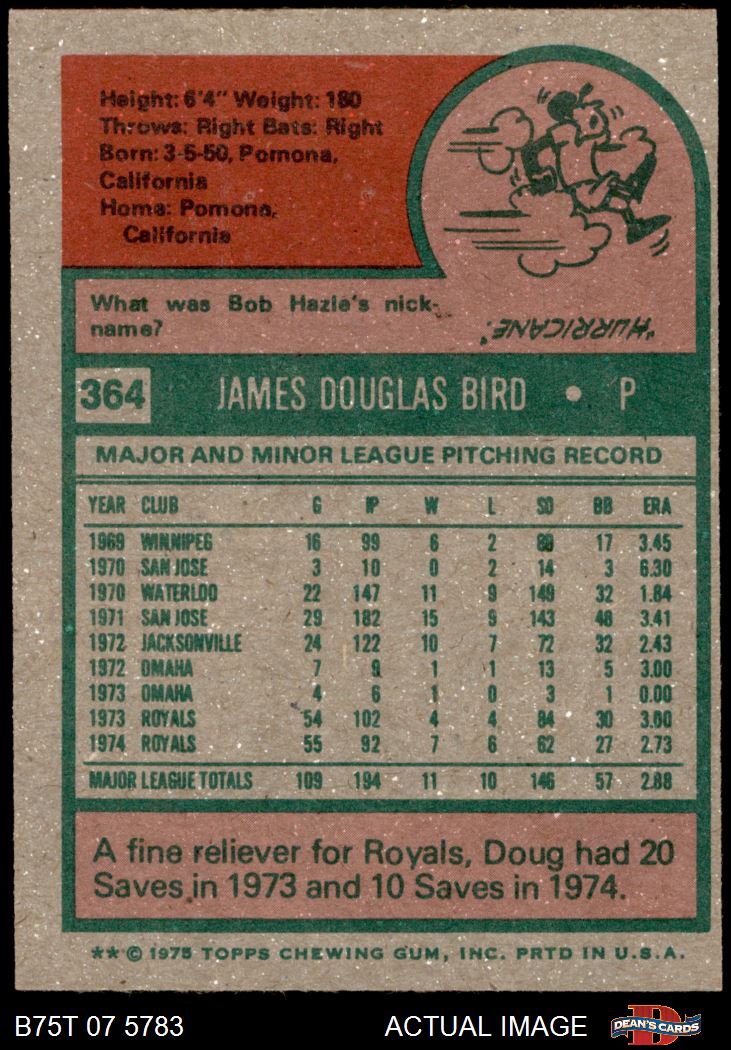 Height: 6'4" Weight: 180
Throws: Right Bats: Right
Born: 3-5-50, Pomona,
California
Home: Pomona,
California
What was Bob Hazle's nick-
name?
"HURRICANE".
364 JAMES DOUGLAS BIRD • P
MAJOR AND MINOR LEAGUE PITCHING RECORD
YEAR CLUB G IP W L SO BB ERA
1969 WINNIPEG 16 99 6 2 80 17 3.45
1970 SAN JOSE 3 10 0 2 14 3 6.30
1970 WATERLOO 22 147 11 9 149 32 1.84
1971 SAN JOSE 29 182 15 9 143 48 3.41
1972 JACKSONVILLE 24 122 10 7 72 32 2.43
1972 OMAHA 7 9 1 1 13 5 3.00
1973 OMAHA 4 6 1 0 3 1 0.00
1973 ROYALS 54 102 4 4 84 30 3.00
1974 ROYALS 55 92 7 6 62 27 2.73
MAJOR LEAGUE TOTALS 109 194 11 10 146 57 2.88
A fine reliever for Royals, Doug had 20
Saves in 1973 and 10 Saves in 1974.
** © 1975 TOPPS CHEWING GUM, INC. PRTD IN U.S.A.
B75T 07 5783 ACTUAL IMAGE D DEAN'S CARDS